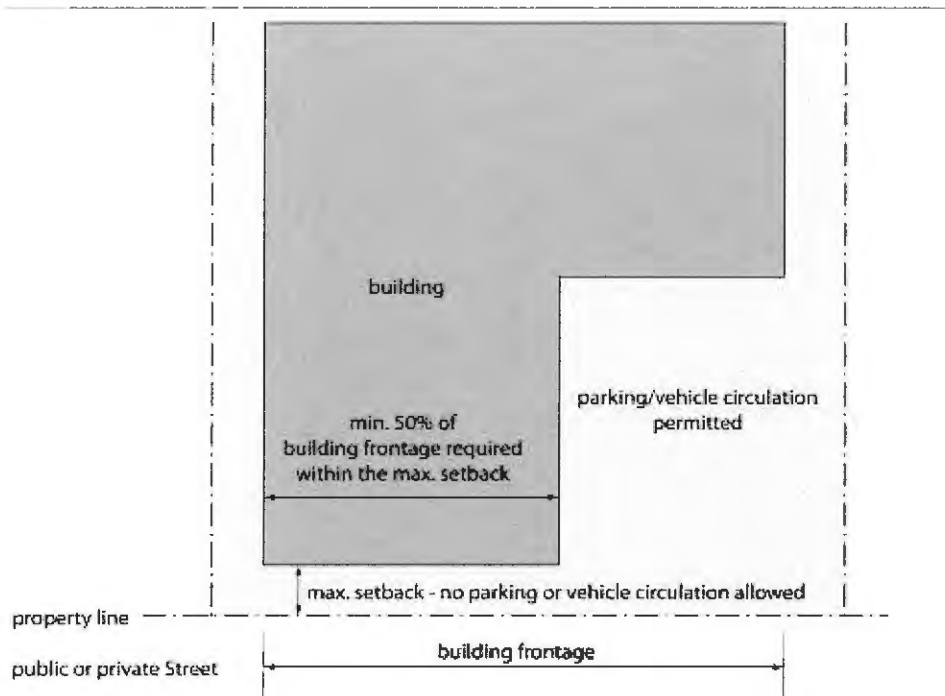 building
parking/vehicle circulation
permitted
min. 50% of
building frontage required
within the max. setback
max. setback - no parking or vehicle circulation allowed
property line
building frontage
public or private Street